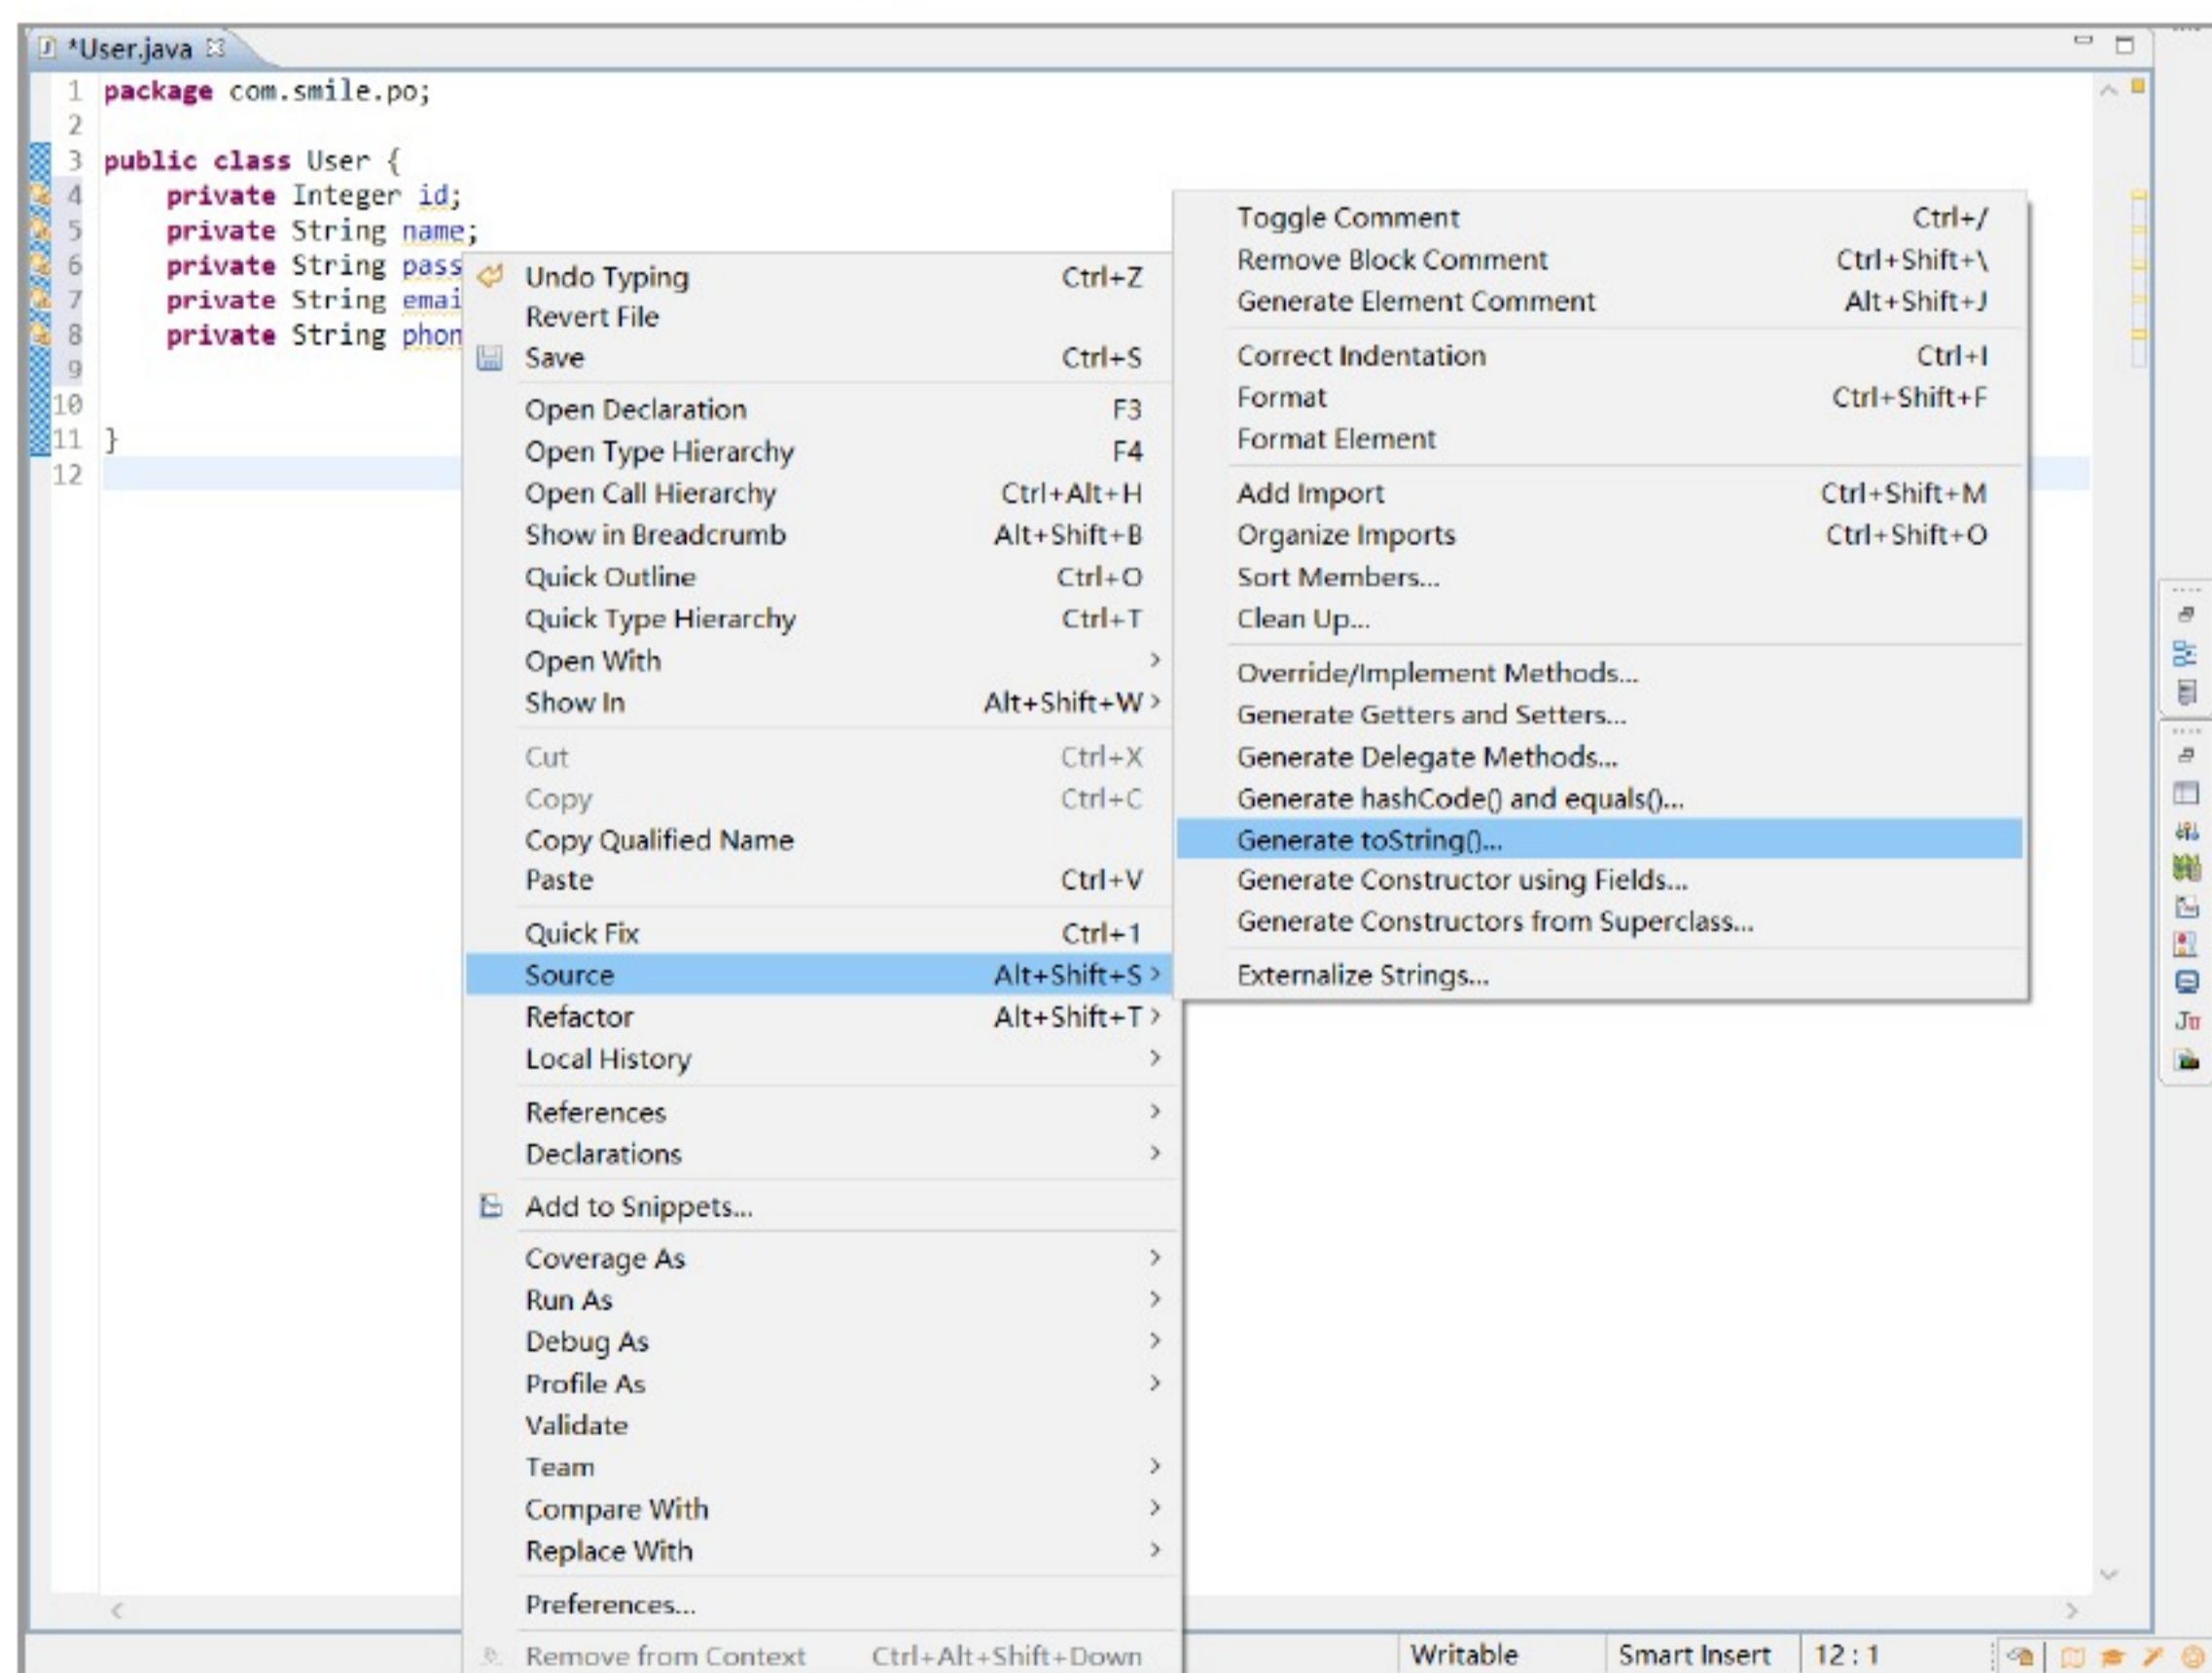 *User.java
1 package com.smile.po;
2
3 public class User {
4 private Integer id;
5 private String name;
6 private String pass
7 private String emai
8 private String phon
9
10
11 }
12
Undo Typing Ctrl+Z
Revert File
Save Ctrl+S
Open Declaration F3
Open Type Hierarchy F4
Open Call Hierarchy Ctrl+Alt+H
Show in Breadcrumb Alt+Shift+B
Quick Outline Ctrl+O
Quick Type Hierarchy Ctrl+T
Open With
Show In Alt+Shift+W
Cut Ctrl+X
Copy Ctrl+C
Copy Qualified Name
Paste Ctrl+V
Quick Fix Ctrl+1
Source Alt+Shift+S
Refactor Alt+Shift+T
Local History
References
Declarations
Add to Snippets...
Coverage As
Run As
Debug As
Profile As
Validate
Team
Compare With
Replace With
Preferences...
Remove from Context Ctrl+Alt+Shift+Down
Toggle Comment Ctrl+/
Remove Block Comment Ctrl+Shift+\
Generate Element Comment Alt+Shift+J
Correct Indentation Ctrl+I
Format Ctrl+Shift+F
Format Element
Add Import Ctrl+Shift+M
Organize Imports Ctrl+Shift+O
Sort Members...
Clean Up...
Override/Implement Methods...
Generate Getters and Setters...
Generate Delegate Methods...
Generate hashCode() and equals()...
Generate toString()...
Generate Constructor using Fields...
Generate Constructors from Superclass...
Externalize Strings...
Writable Smart Insert 12 : 1